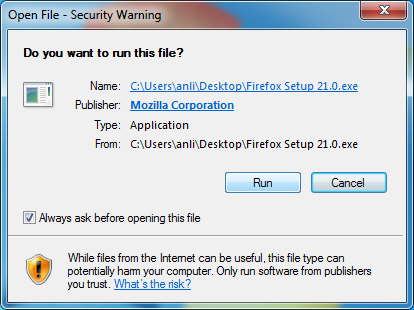 Open File - Security Warning
Do you want to run this file?
Name: C:\Users\anli\Desktop\Firefox Setup 21.0.exe
Publisher: Mozilla Corporation
Type: Application
From: C:\Users\anli\Desktop\Firefox Setup 21.0.exe
Run Cancel
Always ask before opening this file
While files from the Internet can be useful, this file type can
potentially harm your computer. Only run software from publishers
you trust. What's the risk?